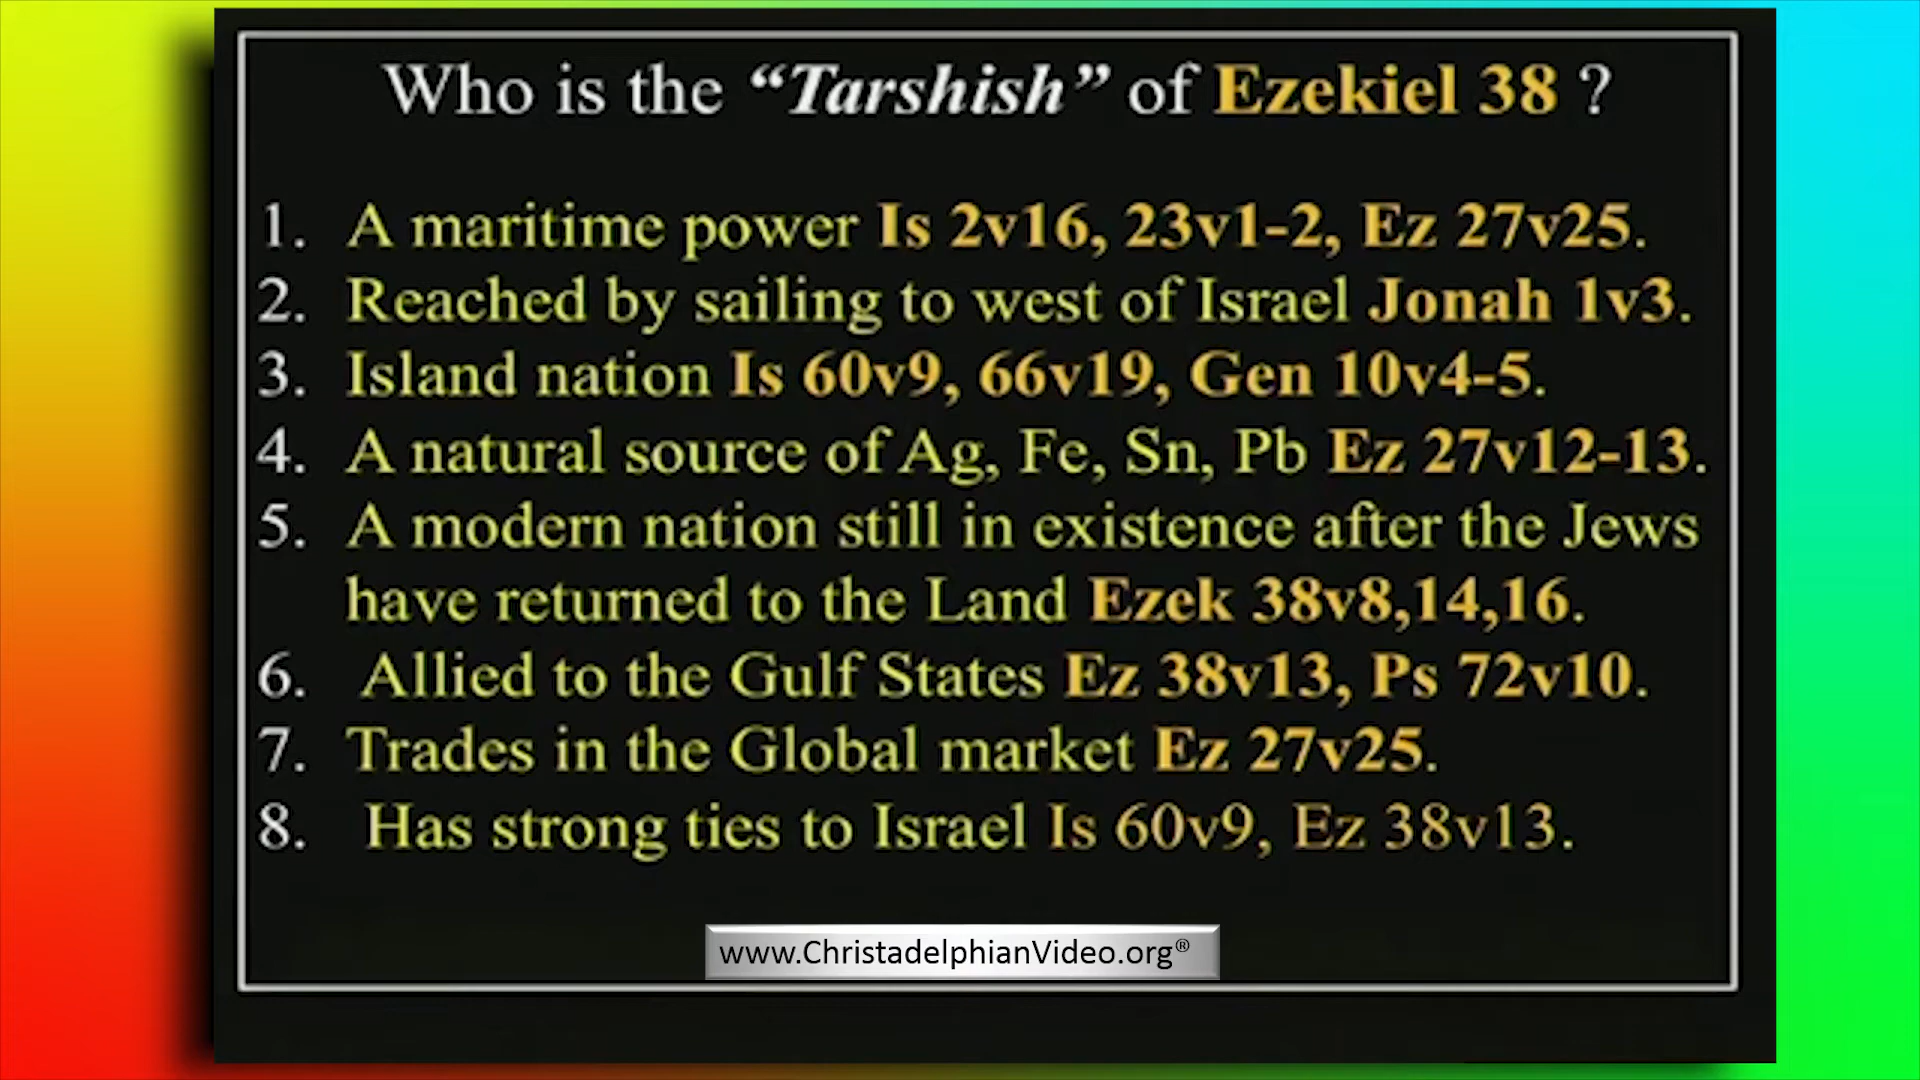 Who is the “Tarshish” of Ezekiel 38 ?
1. A maritime power Is 2v16, 23v1-2, Ez 27v25.
2. Reached by sailing to west of Israel Jonah 1v3.
3. Island nation Is 60v9, 66v19, Gen 10v4-5.
4. A natural source of Ag, Fe, Sn, Pb Ez 27v12-13.
5. A modern nation still in existence after the Jews
have returned to the Land Ezek 38v8,14,16.
6. Allied to the Gulf States Ez 38v13, Ps 72v10.
7. Trades in the Global market Ez 27v25.
8. Has strong ties to Israel Is 60v9, Ez 38v13.
www.ChristadelphianVideo.org®